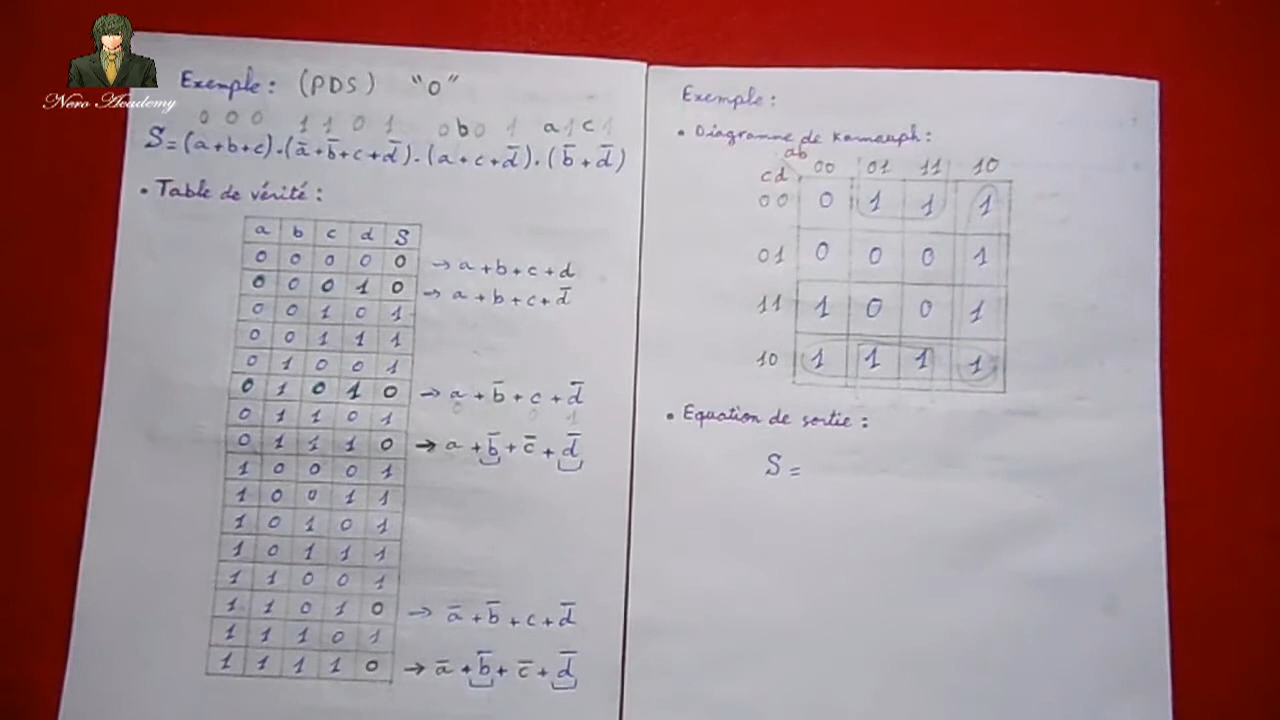 Nero Academy
Exemple : (PDS) "0"
0 0 0 1 1 0 1 0 b 0 1 a 1 c 1
S = (a+b+c).(a̅+b̅+c+d̅).(a+c+d̅).(b̅+d̅)
• Table de vérité :
a b c d S
0 0 0 0 0 → a+b+c+d
0 0 0 1 0 → a+b+c+d̅
0 0 1 0 1
0 0 1 1 1
0 1 0 0 1
0 1 0 1 0 → a+b̅+c+d̅
0 0 1
0 1 1 0 1
0 1 1 1 0 → a+b̅+c̅+d̅
1 0 0 0 1
1 0 0 1 1
1 0 1 0 1
1 0 1 1 1
1 1 0 0 1
1 1 0 1 0 → a̅+b̅+c+d̅
1 1 1 0 1
1 1 1 1 0 → a̅+b̅+c̅+d̅
Exemple :
• Diagramme de Karnauph :
ab
cd 00 01 11 10
00 0 1 1 1
01 0 0 0 1
11 1 0 0 1
10 1 1 1 1
• Equation de sortie :
S =